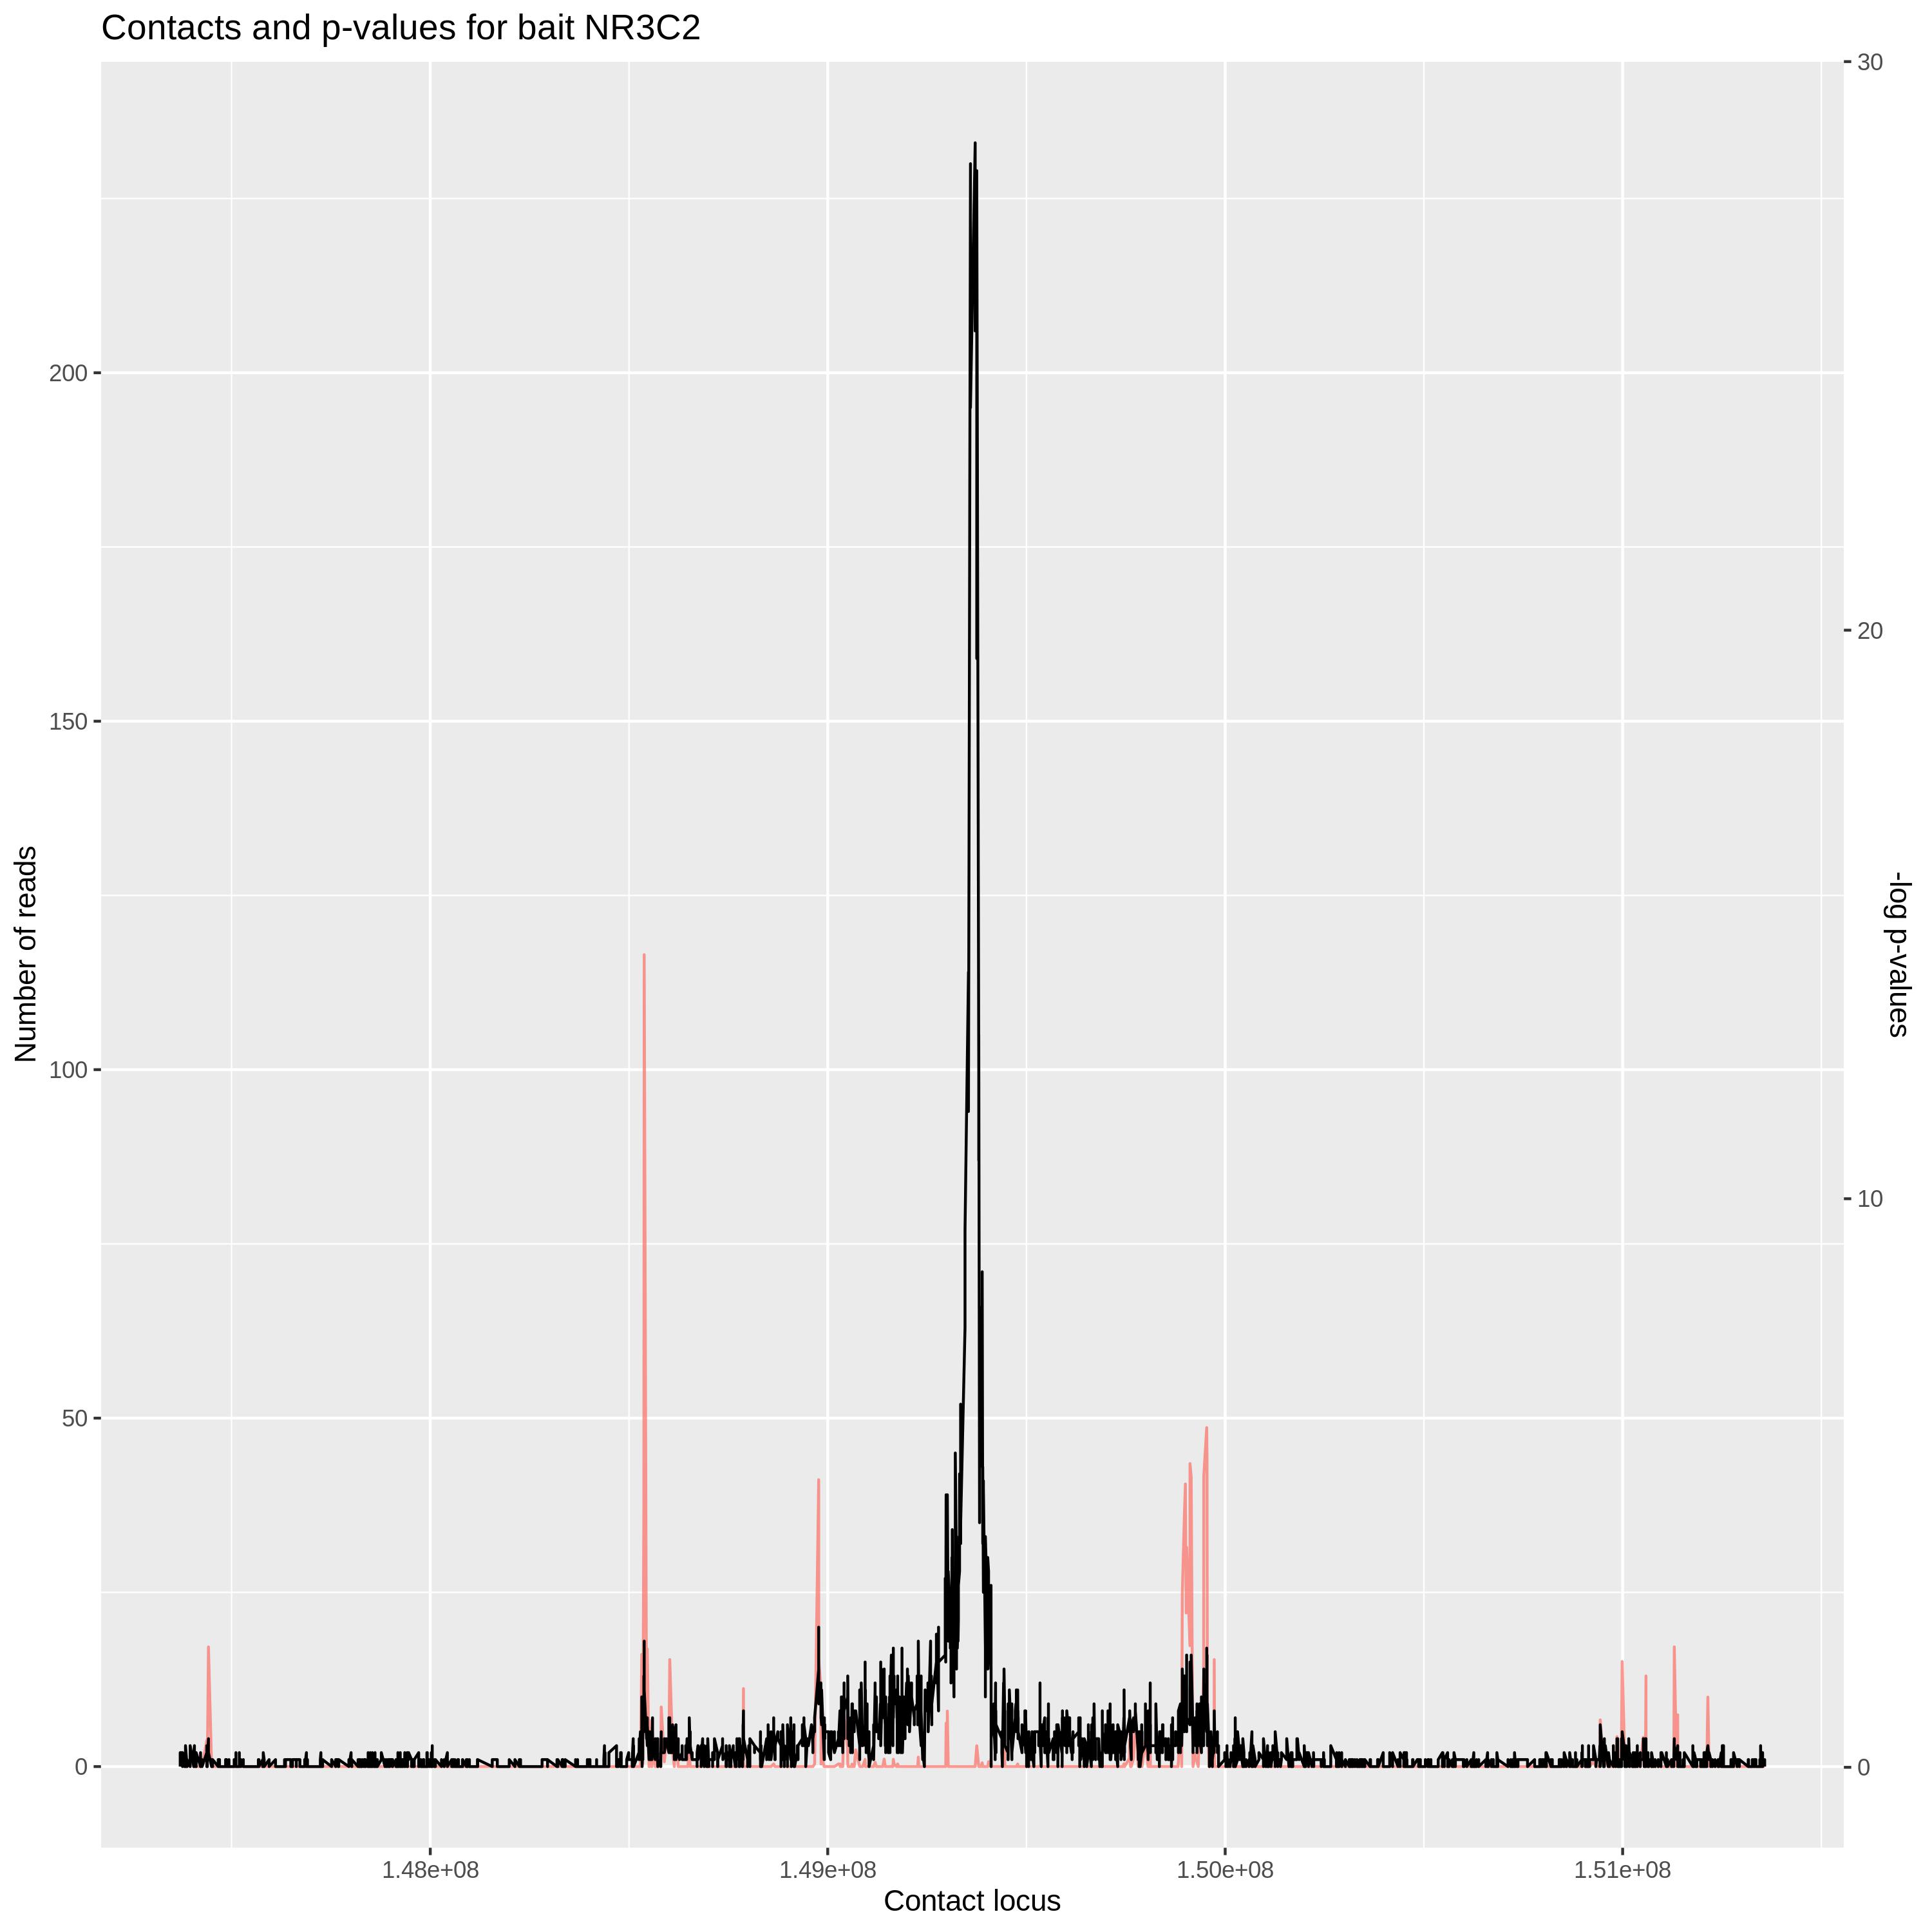 Contacts and p-values for bait NR3C2
30
200
20
150
Number of reads
-log p-values
100
10
50
0
0
1.48e+08
1.49e+08
1.50e+08
1.51e+08
Contact locus